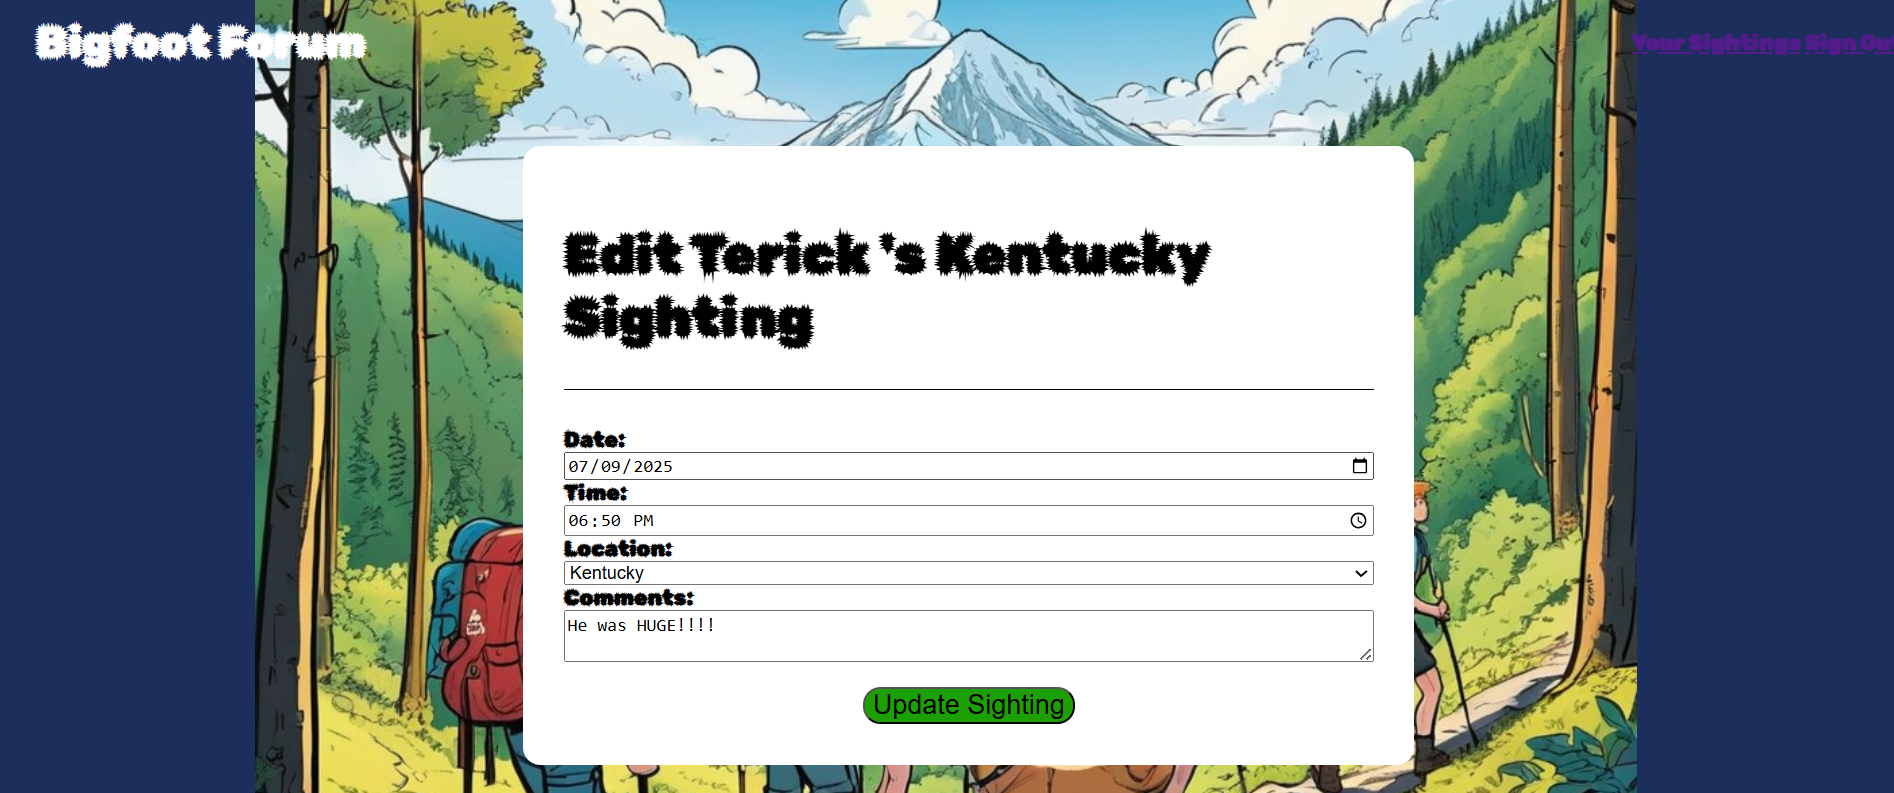 Bigfoot Forum
Your Sightings Sign Out
Edit Terick 's Kentucky
Sighting
Date:
07/09/2025
Time:
06:50 PM
Location:
Kentucky
Comments:
He was HUGE!!!!
Update Sighting